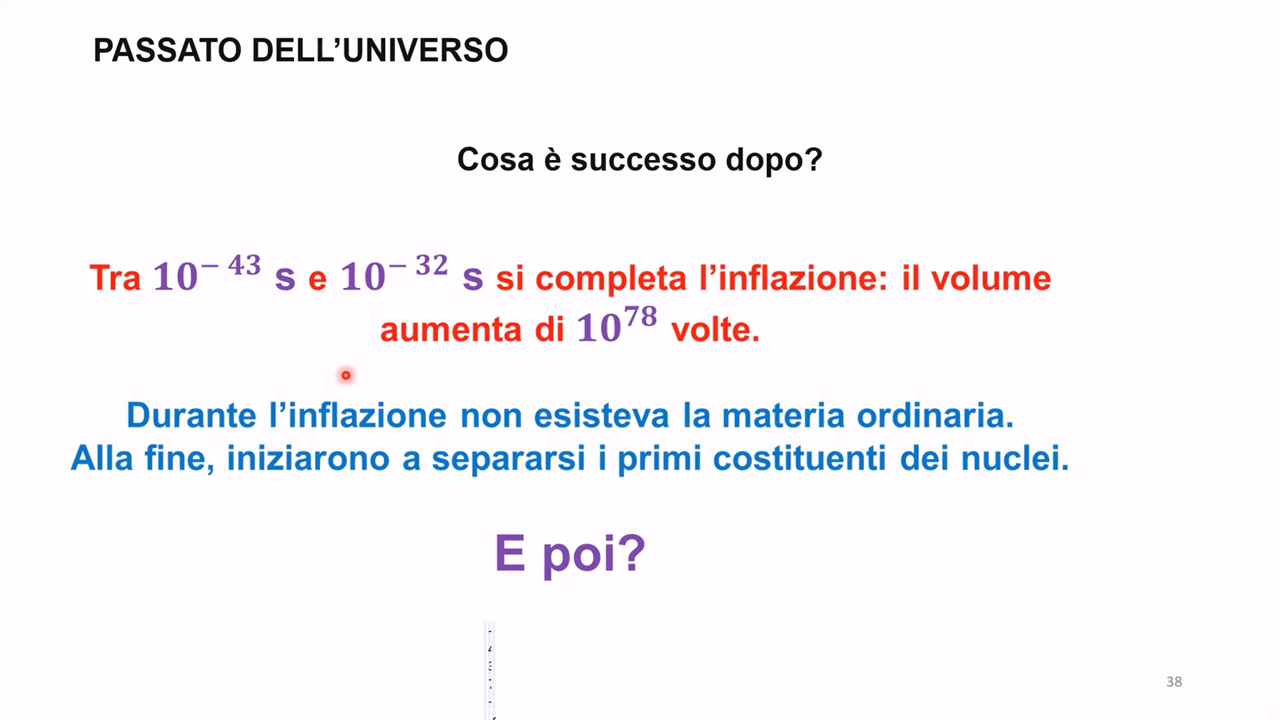 PASSATO DELL’UNIVERSO
Cosa è successo dopo?
Tra 10⁻⁴³ s e 10⁻³² s si completa l’inflazione: il volume
aumenta di 10⁷⁸ volte.
Durante l’inflazione non esisteva la materia ordinaria.
Alla fine, iniziarono a separarsi i primi costituenti dei nuclei.
E poi?
38